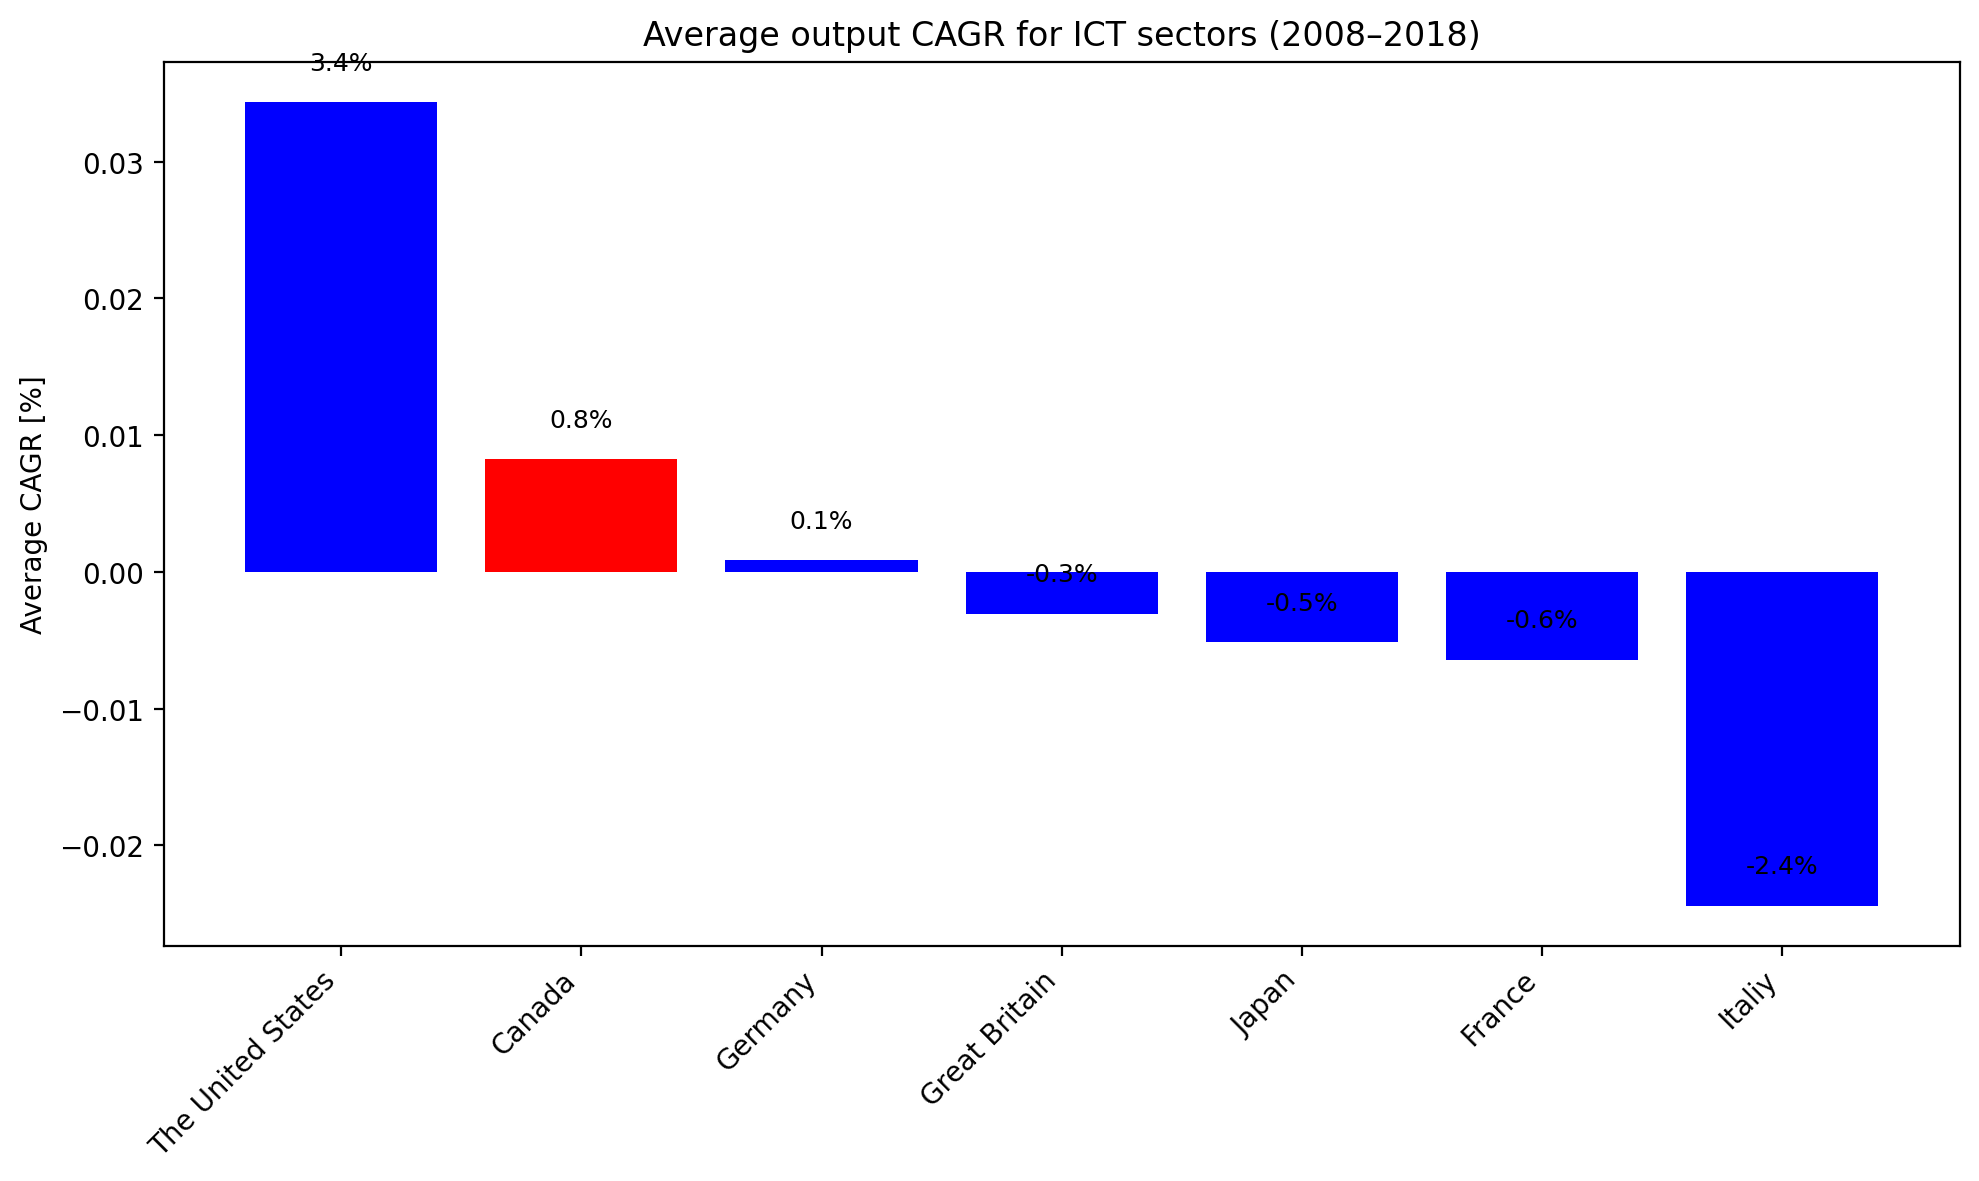 Average output CAGR for ICT sectors (2008–2018)
Average CAGR [%]
0.03
0.02
0.01
0.00
−0.01
−0.02
3.4%
0.8%
0.1%
-0.3%
-0.5%
-0.6%
-2.4%
The United States
Canada
Germany
Great Britain
Japan
France
Italiy